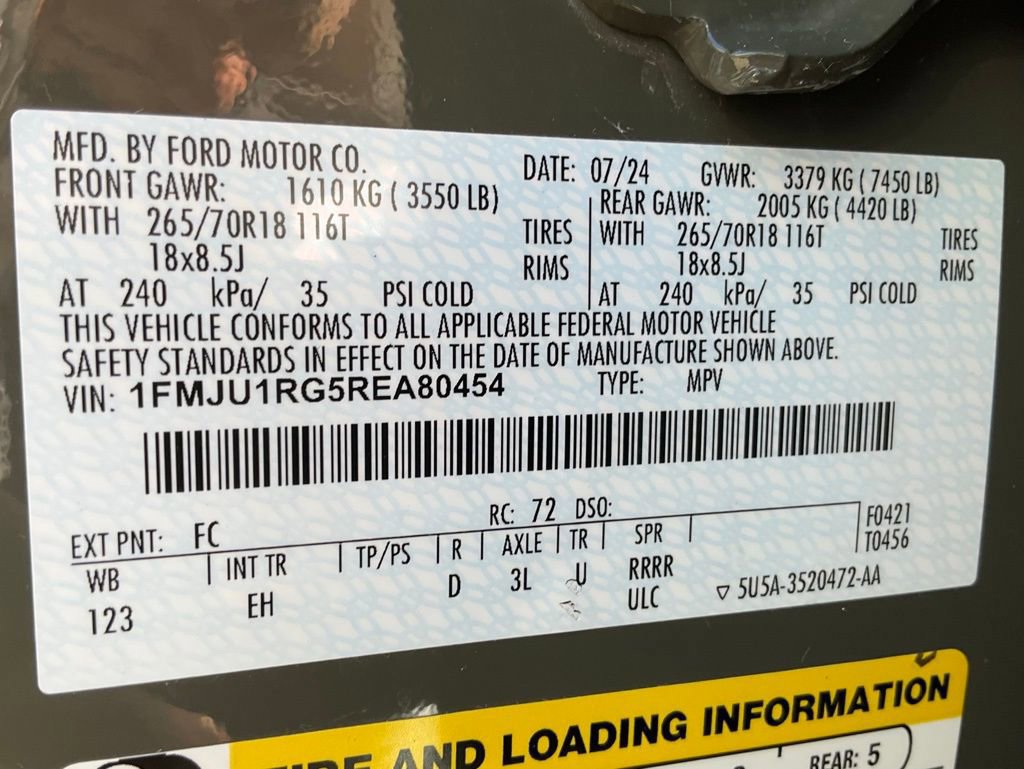 MFD. BY FORD MOTOR CO.
DATE: 07/24 GVWR: 3379 KG ( 7450 LB)
FRONT GAWR: 1610 KG ( 3550 LB)
REAR GAWR: 2005 KG ( 4420 LB)
WITH 265/70R18 116T TIRES
WITH 265/70R18 116T TIRES
18x8.5J RIMS
18x8.5J RIMS
AT 240 kPa/ 35 PSI COLD
AT 240 kPa/ 35 PSI COLD
THIS VEHICLE CONFORMS TO ALL APPLICABLE FEDERAL MOTOR VEHICLE
SAFETY STANDARDS IN EFFECT ON THE DATE OF MANUFACTURE SHOWN ABOVE.
VIN: 1FMJU1RG5REA80454 TYPE: MPV
EXT PNT: FC RC: 72 DSO:
F0421
T0456
WB INT TR TP/PS R AXLE TR SPR
123 EH D 3L U RRRR
ULC
▽ 5U5A-3520472-AA
TIRE AND LOADING INFORMATION
REAR: 5